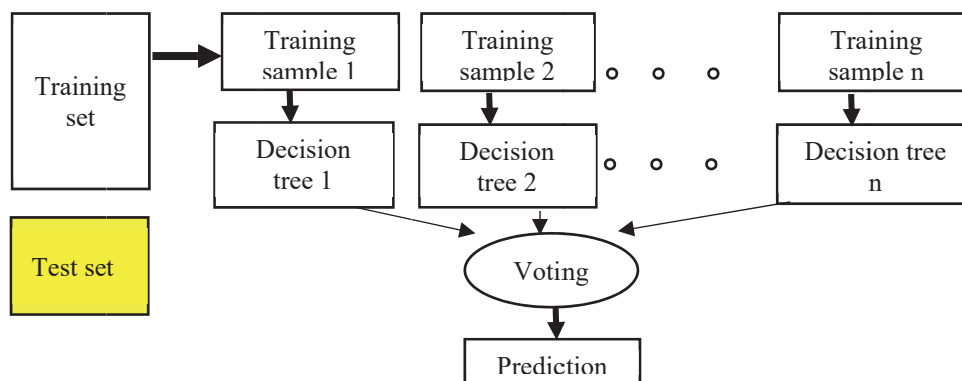 Training
set
Training
sample 1
Training
sample 2
Training
sample n
Decision
tree 1
Decision
tree 2
Decision tree
n
Test set
Voting
Prediction